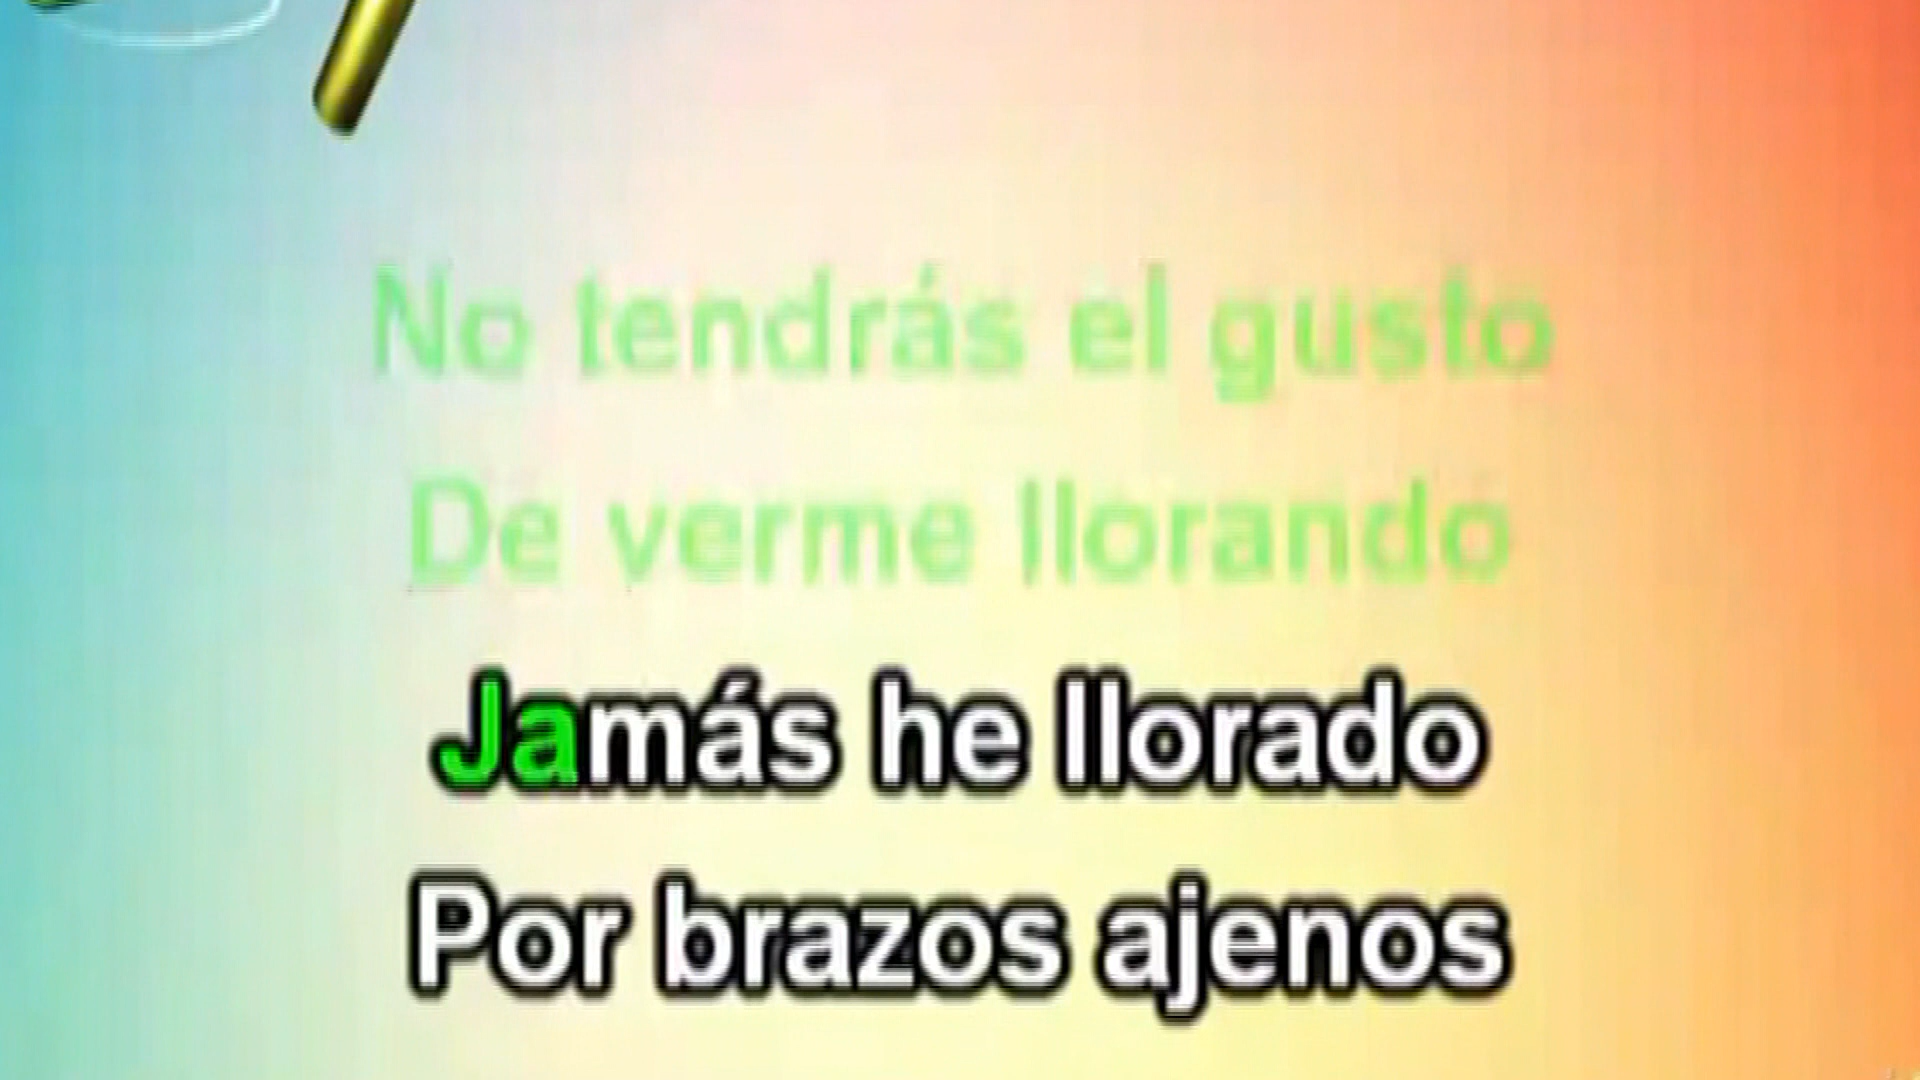 No tendrás el gusto
De verme llorando
Jamás he llorado
Por brazos ajenos